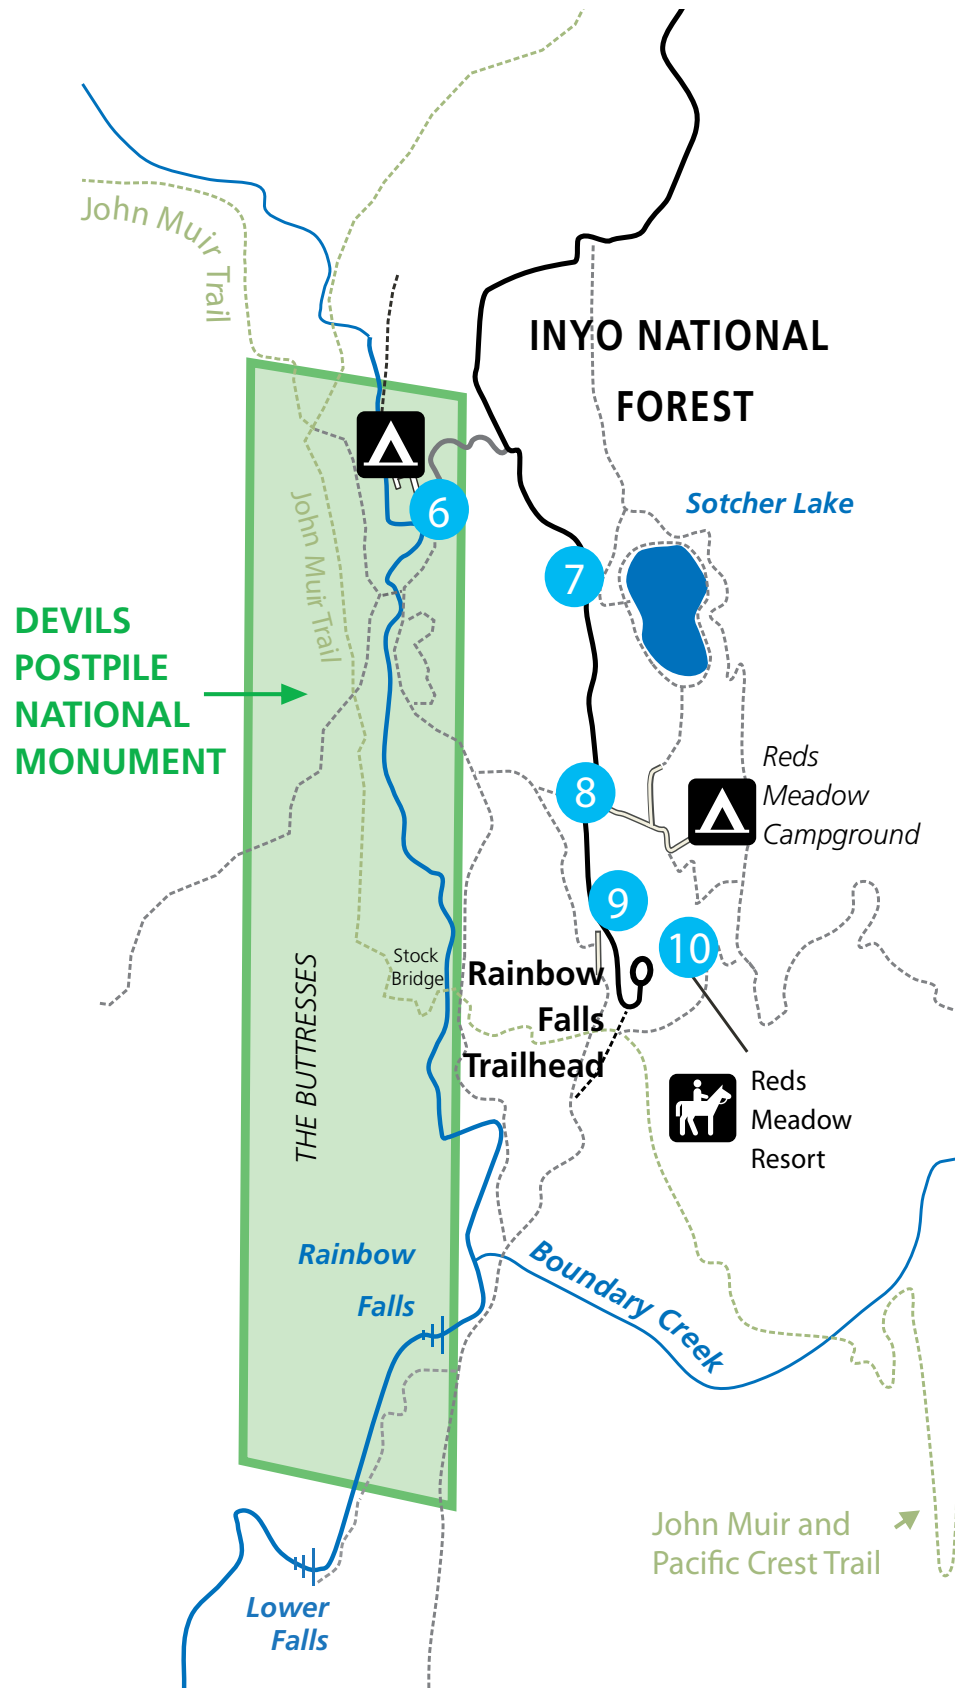 John Muir Trail
INYO NATIONAL
FOREST
6
Sotcher Lake
John Muir Trail
7
DEVILS
POSTPILE
NATIONAL
MONUMENT
8
Reds
Meadow
Campground
9
10
Stock
Bridge
Rainbow
Falls
Trailhead
THE BUTTRESSES
Reds
Meadow
Resort
Rainbow
Falls
Boundary Creek
John Muir and
Pacific Crest Trail
Lower
Falls